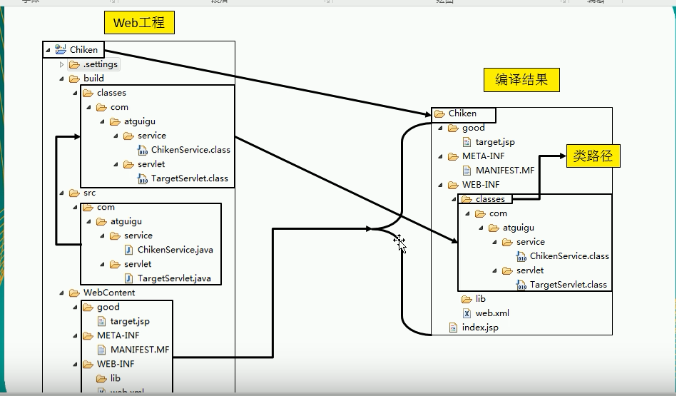 Web工程
Chiken
.settings
build
classes
com
atguigu
service
ChikenService.class
servlet
TargetServlet.class
src
com
atguigu
service
ChikenService.java
servlet
TargetServlet.java
WebContent
good
target.jsp
META-INF
MANIFEST.MF
WEB-INF
lib
web.xml
编译结果
Chiken
good
target.jsp
META-INF
MANIFEST.MF
WEB-INF
类路径
classes
com
atguigu
service
ChikenService.class
servlet
TargetServlet.class
lib
web.xml
index.jsp